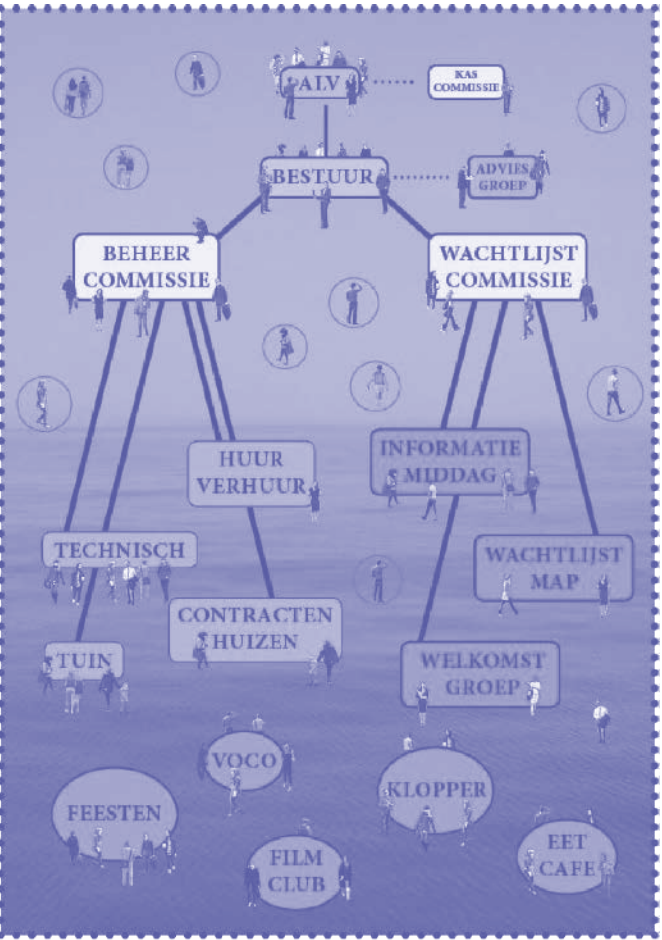 ALV
KAS
COMMISSIE
BESTUUR
ADVIES
GROEP
BEHEER
COMMISSIE
WACHTLIJST
COMMISSIE
HUUR
VERHUUR
INFORMATIE
MIDDAG
TECHNISCH
WACHTLIJST
MAP
CONTRACTEN
HUIZEN
TUIN
WELKOMST
GROEP
VOCO
KLOPPER
FEESTEN
FILM
CLUB
EET
CAFE